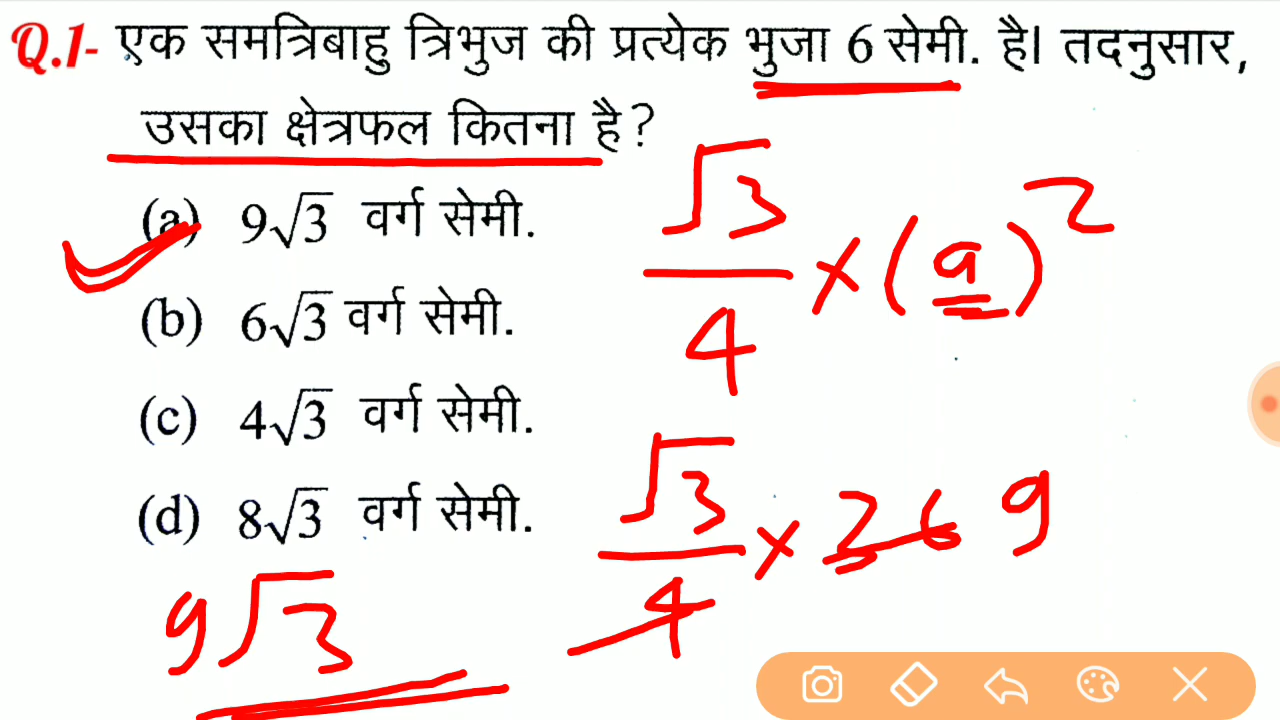 Q.1- एक समत्रिबाहु त्रिभुज की प्रत्येक भुजा 6 सेमी. है। तदनुसार,
उसका क्षेत्रफल कितना है?
(a) 9√3 वर्ग सेमी.
(b) 6√3 वर्ग सेमी.
(c) 4√3 वर्ग सेमी.
(d) 8√3 वर्ग सेमी.
√3/4 × (a)²
√3/4 × 36 9
9√3